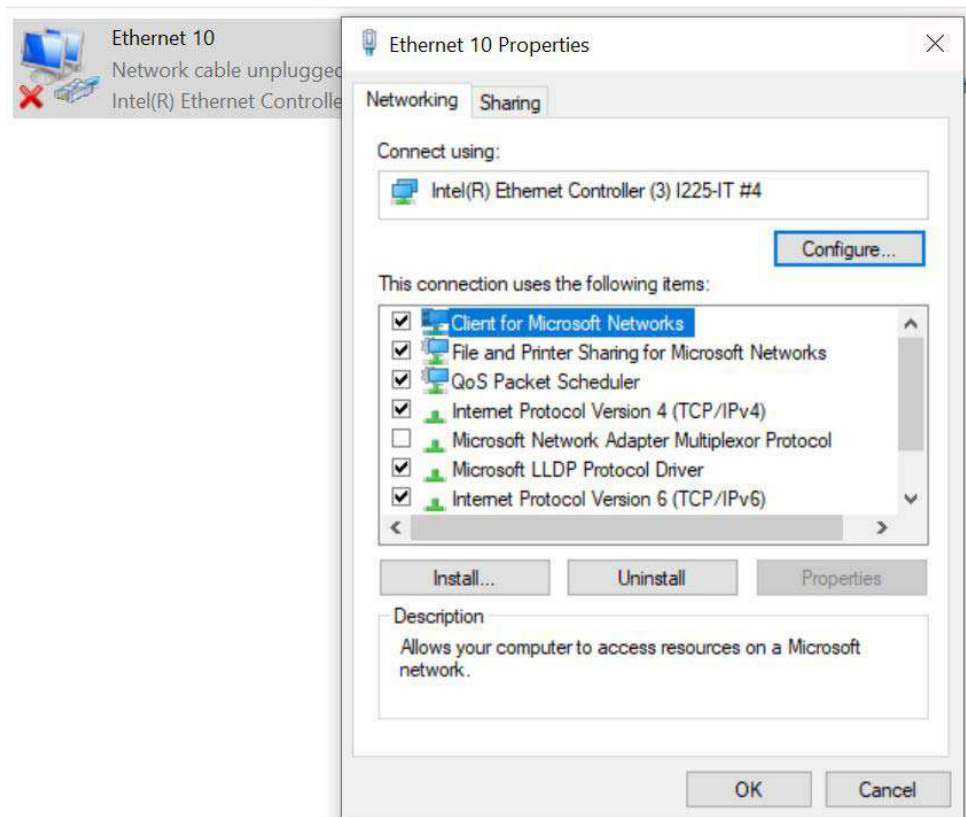 Ethernet 10
Network cable unplugged
Intel(R) Ethernet Controlle
Ethernet 10 Properties
Networking
Sharing
Connect using:
Intel(R) Ethernet Controller (3) I225-IT #4
Configure...
This connection uses the following items:
Client for Microsoft Networks
File and Printer Sharing for Microsoft Networks
QoS Packet Scheduler
Internet Protocol Version 4 (TCP/IPv4)
Microsoft Network Adapter Multiplexor Protocol
Microsoft LLDP Protocol Driver
Internet Protocol Version 6 (TCP/IPv6)
Install...
Uninstall
Properties
Description
Allows your computer to access resources on a Microsoft
network.
OK
Cancel